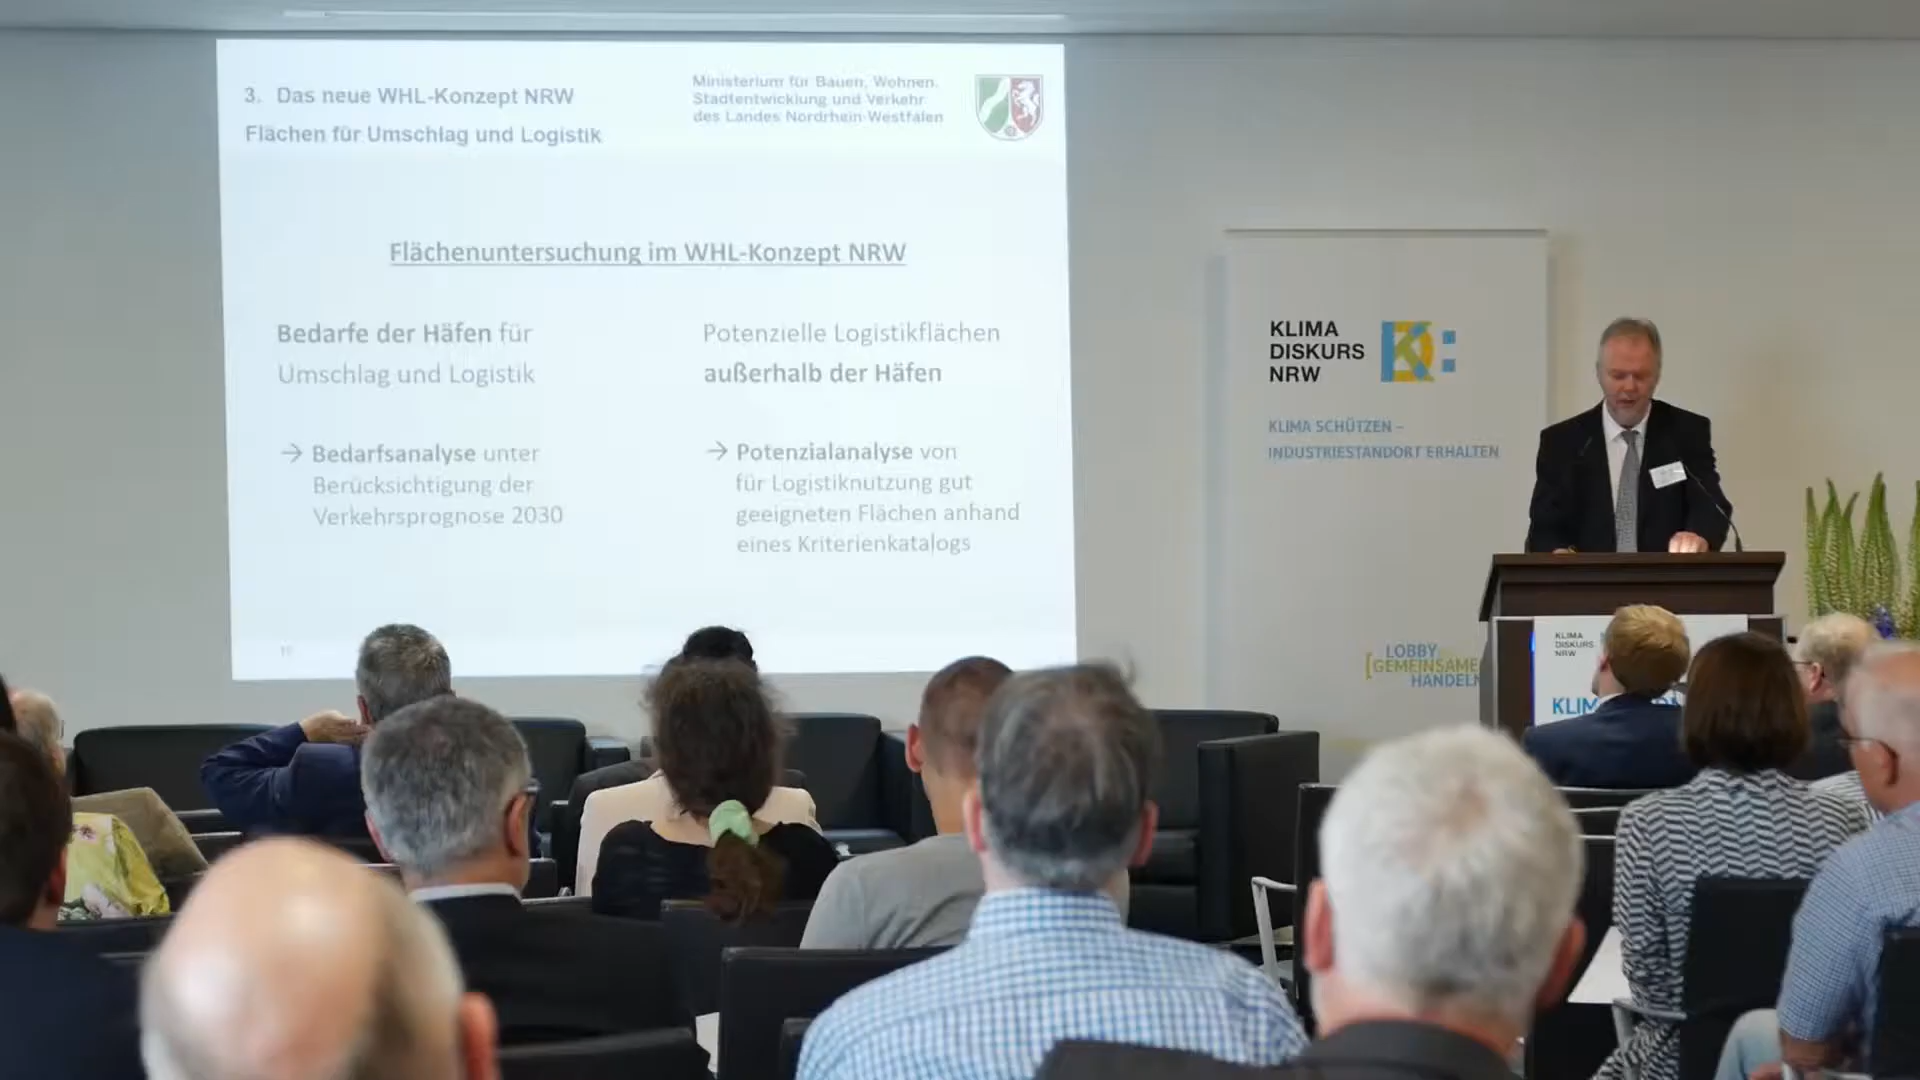 3. Das neue WHL-Konzept NRW
Flächen für Umschlag und Logistik
Ministerium für Bauen, Wohnen,
Stadtentwicklung und Verkehr
des Landes Nordrhein-Westfalen
Flächenuntersuchung im WHL-Konzept NRW
Bedarfe der Häfen für
Umschlag und Logistik
→ Bedarfsanalyse unter
Berücksichtigung der
Verkehrsprognose 2030
Potenzielle Logistikflächen
außerhalb der Häfen
→ Potenzialanalyse von
für Logistiknutzung gut
geeigneten Flächen anhand
eines Kriterienkatalogs
KLIMA
DISKURS
NRW
KLIMA SCHÜTZEN –
INDUSTRIESTANDORT ERHALTEN
LOBBY
[GEMEINSAME
HANDELN
KLIMA
DISKURS
NRW